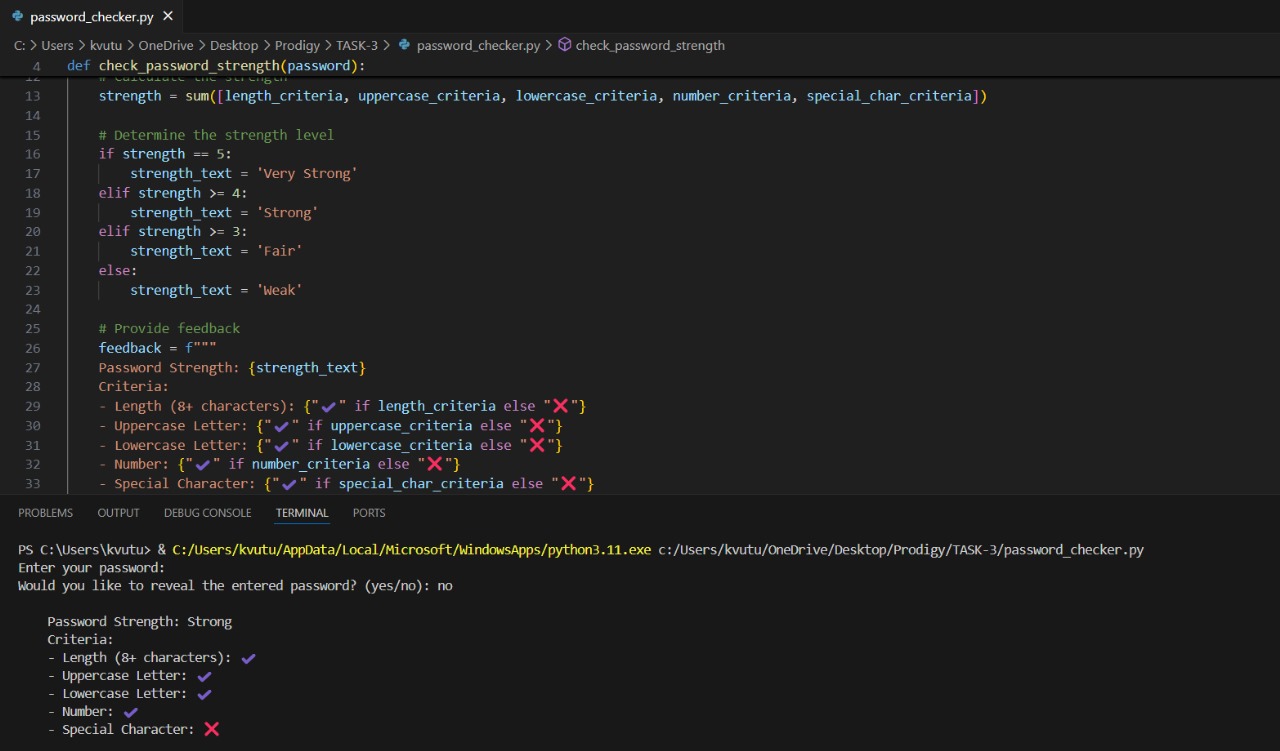 password_checker.py ×
C: > Users > kvutu > OneDrive > Desktop > Prodigy > TASK-3 > password_checker.py > check_password_strength
4 def check_password_strength(password):
12 # Calculate the strength
13 strength = sum([length_criteria, uppercase_criteria, lowercase_criteria, number_criteria, special_char_criteria])
14
15 # Determine the strength level
16 if strength == 5:
17 strength_text = 'Very Strong'
18 elif strength >= 4:
19 strength_text = 'Strong'
20 elif strength >= 3:
21 strength_text = 'Fair'
22 else:
23 strength_text = 'Weak'
24
25 # Provide feedback
26 feedback = f"""
27 Password Strength: {strength_text}
28 Criteria:
29 - Length (8+ characters): {"✔" if length_criteria else "❌"}
30 - Uppercase Letter: {"✔" if uppercase_criteria else "❌"}
31 - Lowercase Letter: {"✔" if lowercase_criteria else "❌"}
32 - Number: {"✔" if number_criteria else "❌"}
33 - Special Character: {"✔" if special_char_criteria else "❌"}
PROBLEMS OUTPUT DEBUG CONSOLE TERMINAL PORTS
PS C:\Users\kvutu> & C:/Users/kvutu/AppData/Local/Microsoft/WindowsApps/python3.11.exe c:/Users/kvutu/OneDrive/Desktop/Prodigy/TASK-3/password_checker.py
Enter your password:
Would you like to reveal the entered password? (yes/no): no
Password Strength: Strong
Criteria:
- Length (8+ characters): ✔
- Uppercase Letter: ✔
- Lowercase Letter: ✔
- Number: ✔
- Special Character: ❌